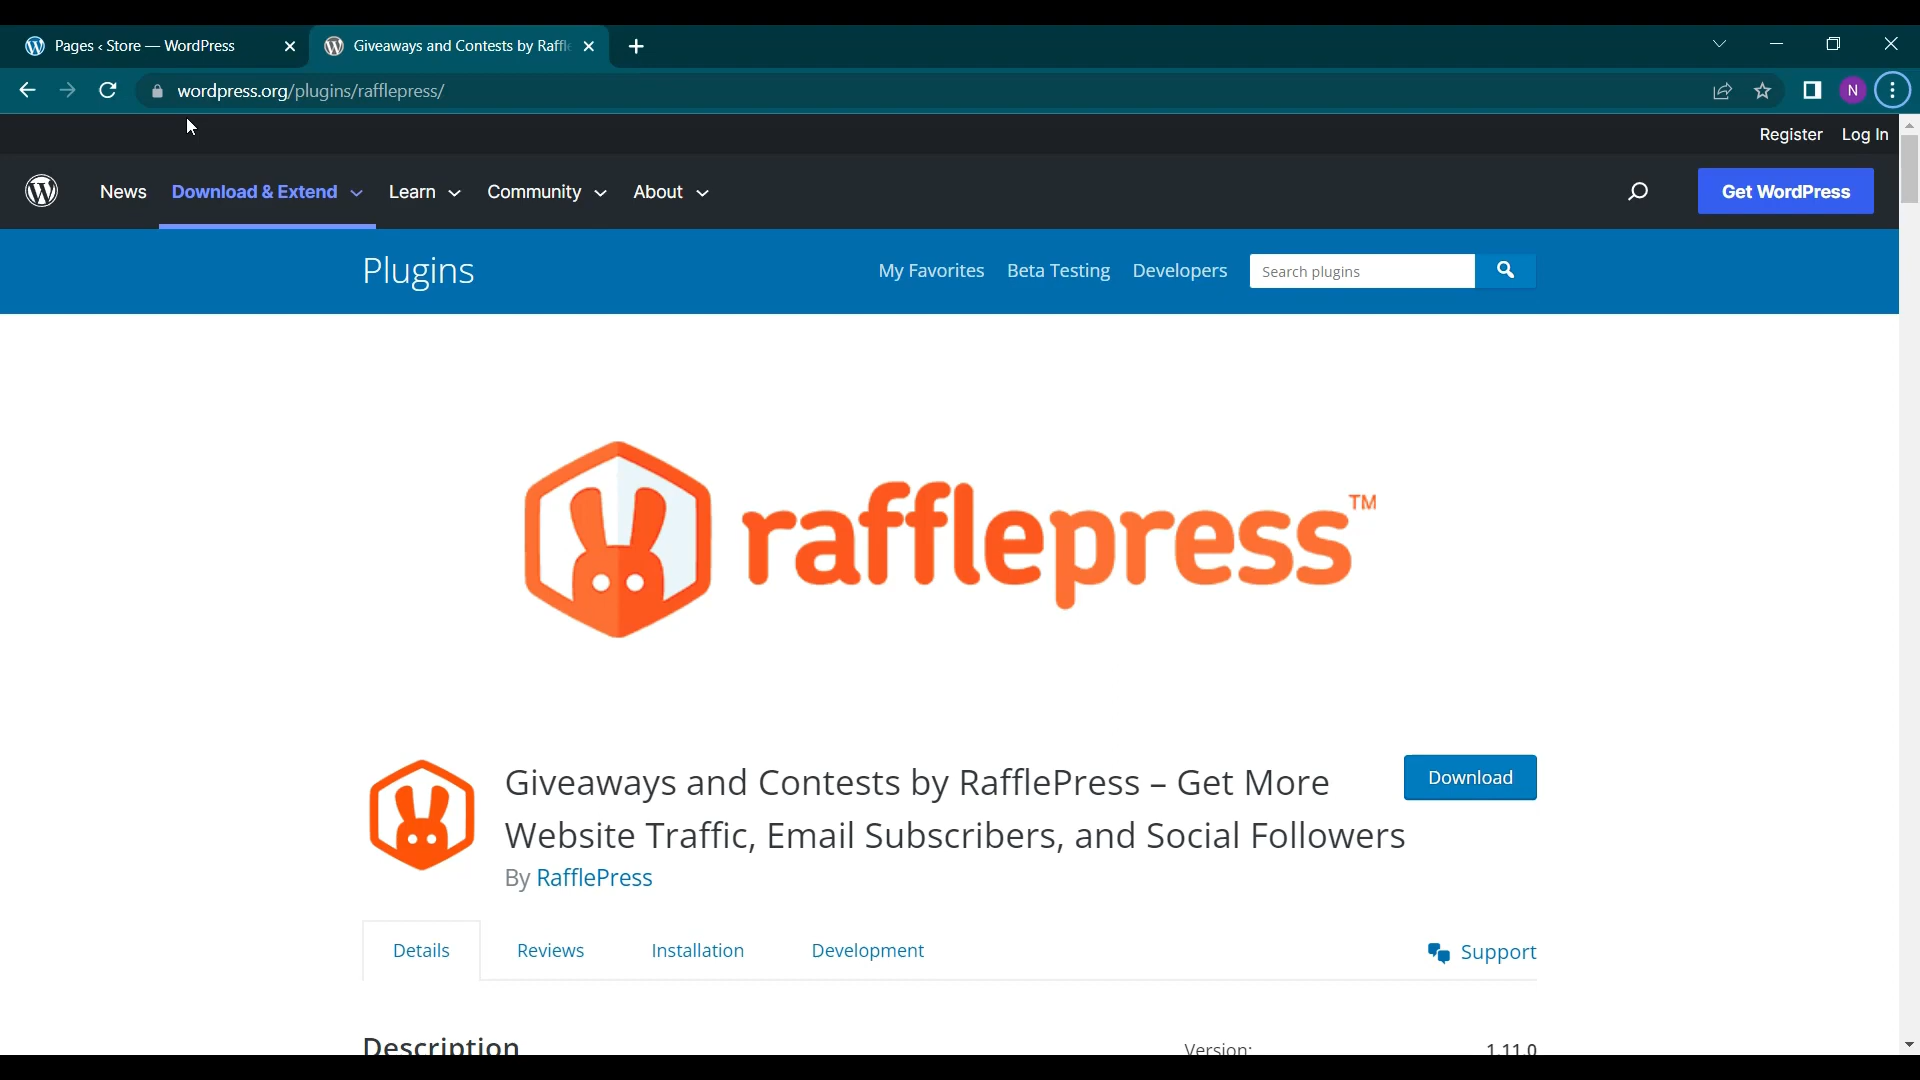 Pages ‹ Store — WordPress
Giveaways and Contests by Raffle
wordpress.org/plugins/rafflepress/
N
Register Log In
News Download & Extend Learn Community About
Get WordPress
Plugins
My Favorites Beta Testing Developers Search plugins
rafflepress™
Giveaways and Contests by RafflePress – Get More
Website Traffic, Email Subscribers, and Social Followers
Download
By RafflePress
Details Reviews Installation Development Support
Description
Version: 1.11.0